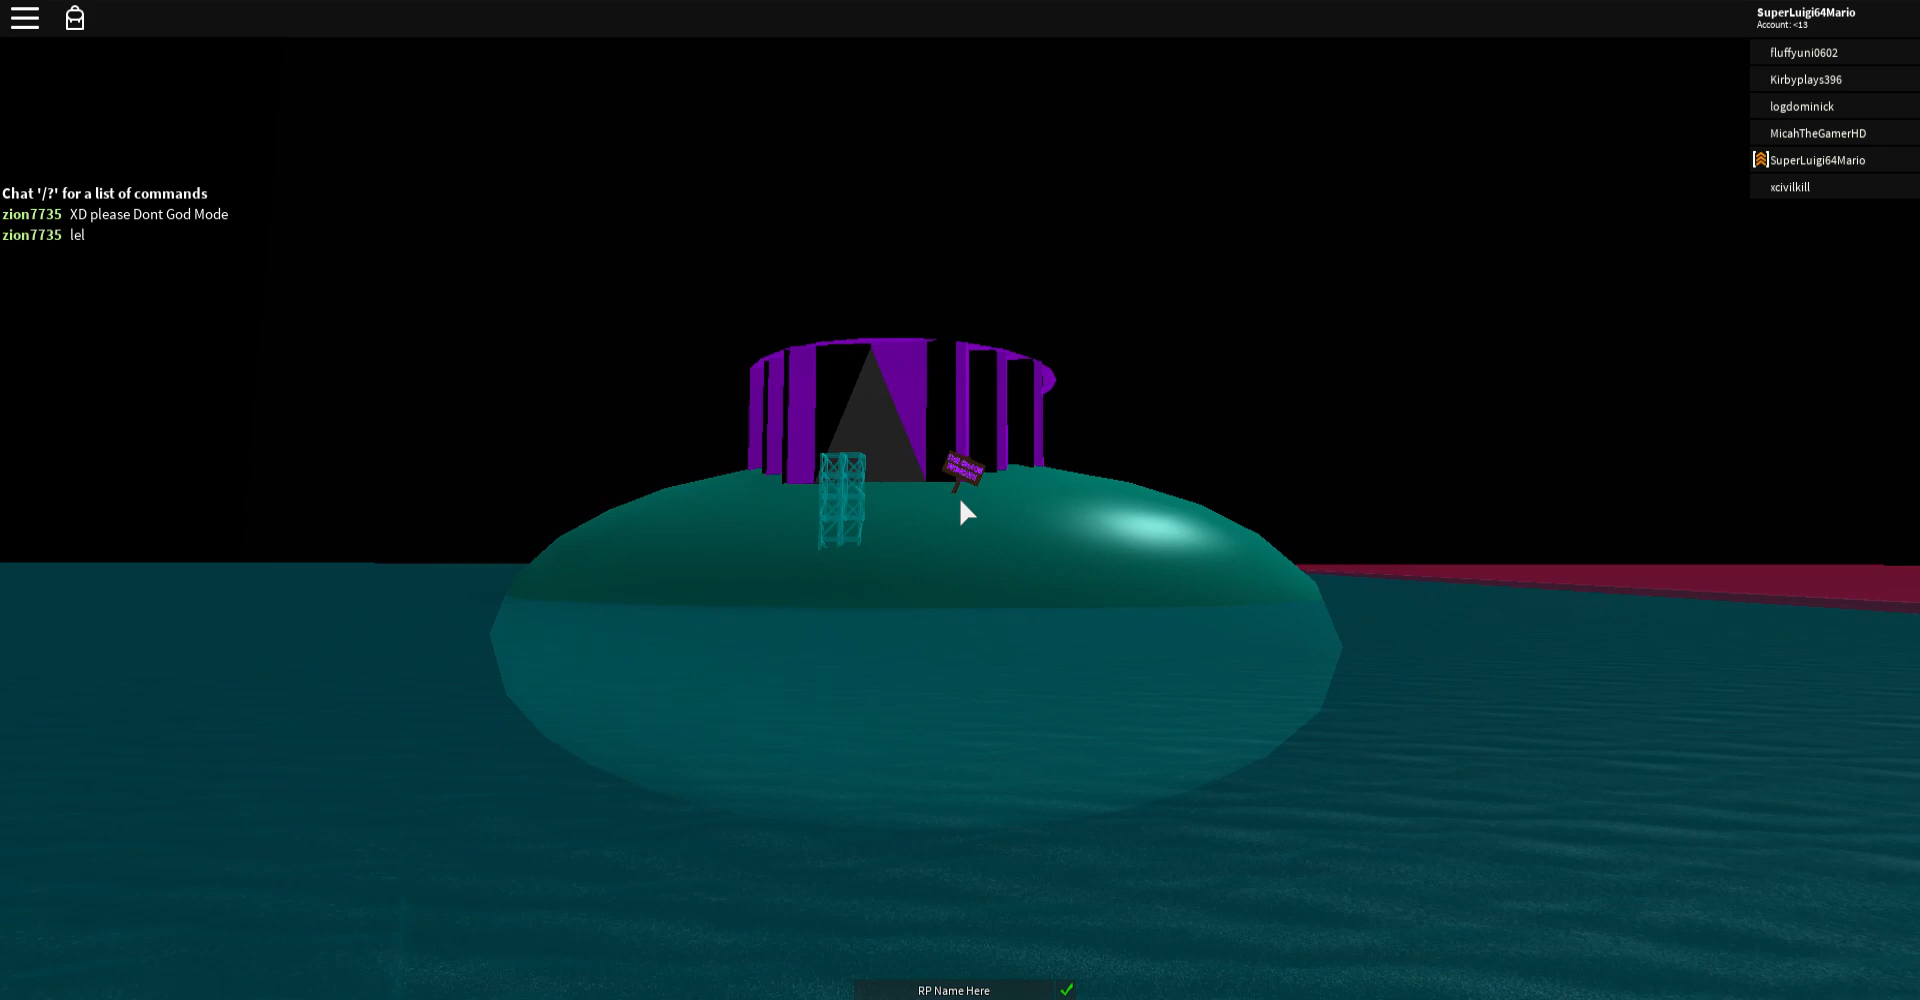 SuperLuigi64Mario
Account: <13
fluffyuni0602
Kirbyplays396
logdominick
MicahTheGamerHD
SuperLuigi64Mario
xcivilkill
Chat '/?' for a list of commands
zion7735 XD please Dont God Mode
zion7735 lel
RP Name Here